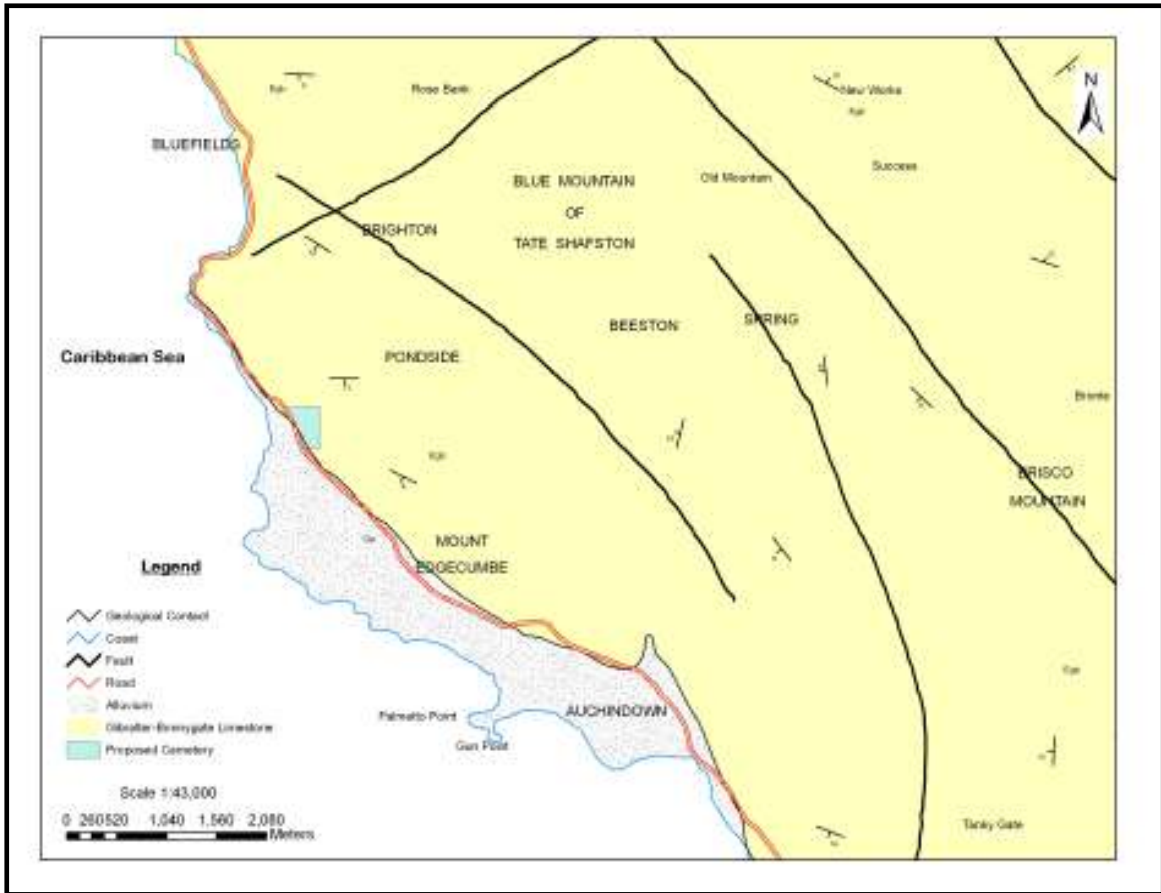 Rose Bank
N
New Works
BLUEFIELDS
Success
BLUE MOUNTAIN
Old Mountain
OF
BRIGHTON
TATE SHAFSTON
BEESTON
SPRING
Caribbean Sea
PONDSIDE
Bronte
BRISCO
MOUNTAIN
MOUNT
EDGECUMBE
Legend
Geological Contact
Coast
Fault
Road
Alluvium
Gibralter-Bonnygate Limestone
Proposed Cemetery
Palmatto Point
AUCHINDOWN
Gun Point
Scale 1:43,000
0 260520 1,040 1,560 2,080
Meters
Tanky Gate